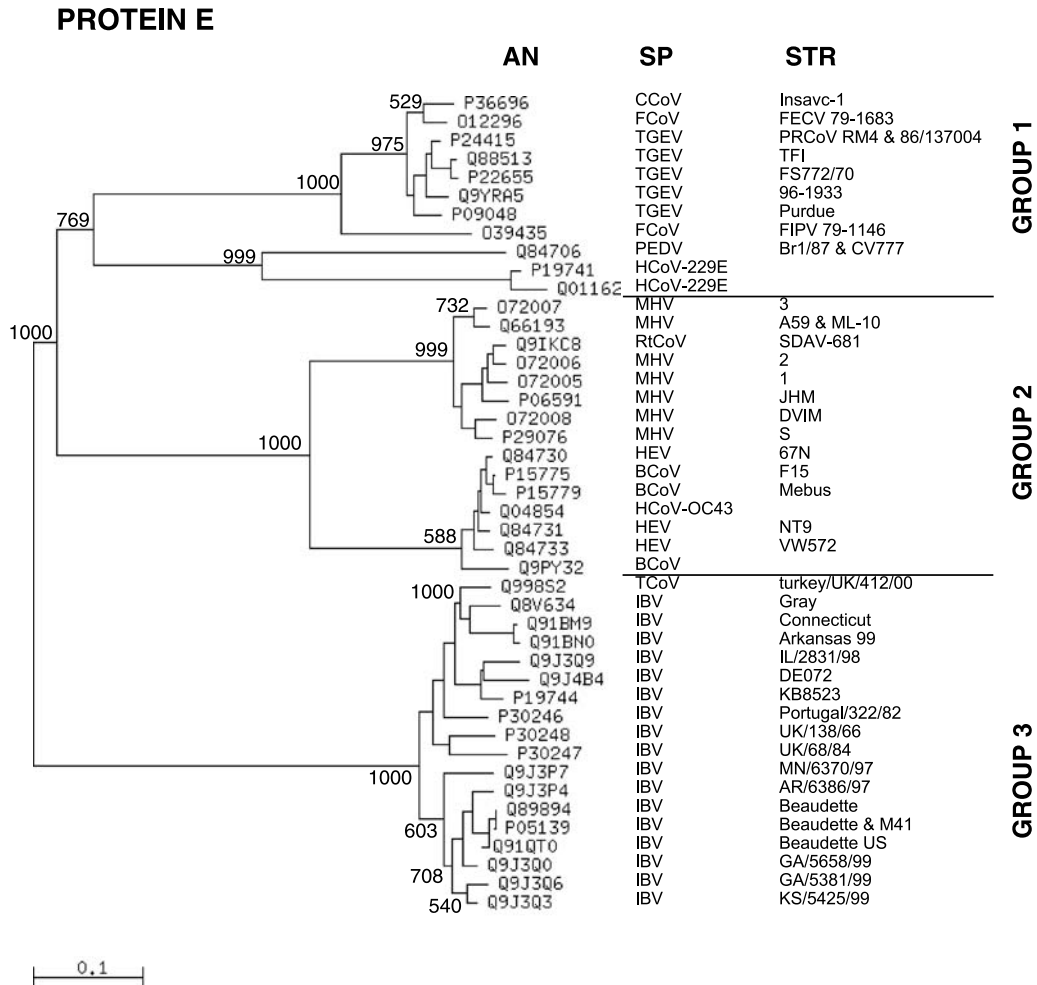 PROTEIN E
AN SP STR
529 P36696 CCoV Insavc-1
O12296 FCoV FECV 79-1683
975 P24415 TGEV PRCoV RM4 & 86/137004
Q88513 TGEV TFI
1000 P22655 TGEV FS772/70
Q9YRA5 TGEV 96-1933
P09048 TGEV Purdue
769 O39435 FCoV FIPV 79-1146
999 Q84706 PEDV Br1/87 & CV777
P19741 HCoV-229E
Q01162 HCoV-229E
GROUP 1
732 O72007 MHV 3
1000 Q66193 MHV A59 & ML-10
999 Q9IKC8 RtCoV SDAV-681
O72006 MHV 2
O72005 MHV 1
P06591 MHV JHM
O72008 MHV DVIM
1000 P29076 MHV S
Q84730 HEV 67N
P15775 BCoV F15
P15779 BCoV Mebus
Q04854 HCoV-OC43
588 Q84731 HEV NT9
Q84733 HEV VW572
Q9PY32 BCoV
GROUP 2
1000 Q998S2 TCoV turkey/UK/412/00
Q8V634 IBV Gray
Q91BM9 IBV Connecticut
Q91BN0 IBV Arkansas 99
Q9J3Q9 IBV IL/2831/98
Q9J4B4 IBV DE072
P19744 IBV KB8523
P30246 IBV Portugal/322/82
P30248 IBV UK/138/66
P30247 IBV UK/68/84
1000 Q9J3P7 IBV MN/6370/97
Q9J3P4 IBV AR/6386/97
Q89894 IBV Beaudette
603 P05139 IBV Beaudette & M41
Q91QT0 IBV Beaudette US
708 Q9J3Q0 IBV GA/5658/99
Q9J3Q6 IBV GA/5381/99
540 Q9J3Q3 IBV KS/5425/99
GROUP 3
0.1